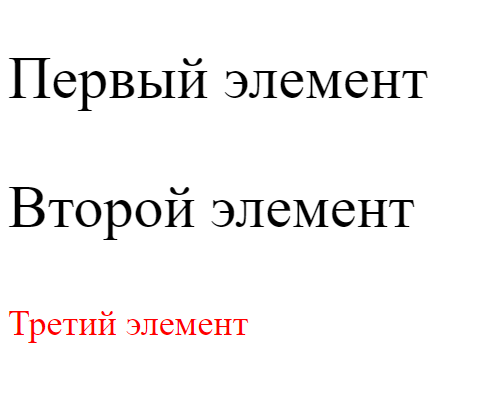 Первый элемент
Второй элемент
Третий элемент